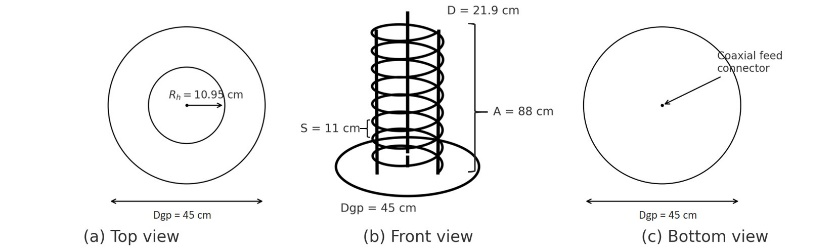 D = 21.9 cm
Coaxial feed
connector
Rₕ = 10.95 cm
A = 88 cm
S = 11 cm
Dgp = 45 cm
Dgp = 45 cm
Dgp = 45 cm
(a) Top view
(b) Front view
(c) Bottom view